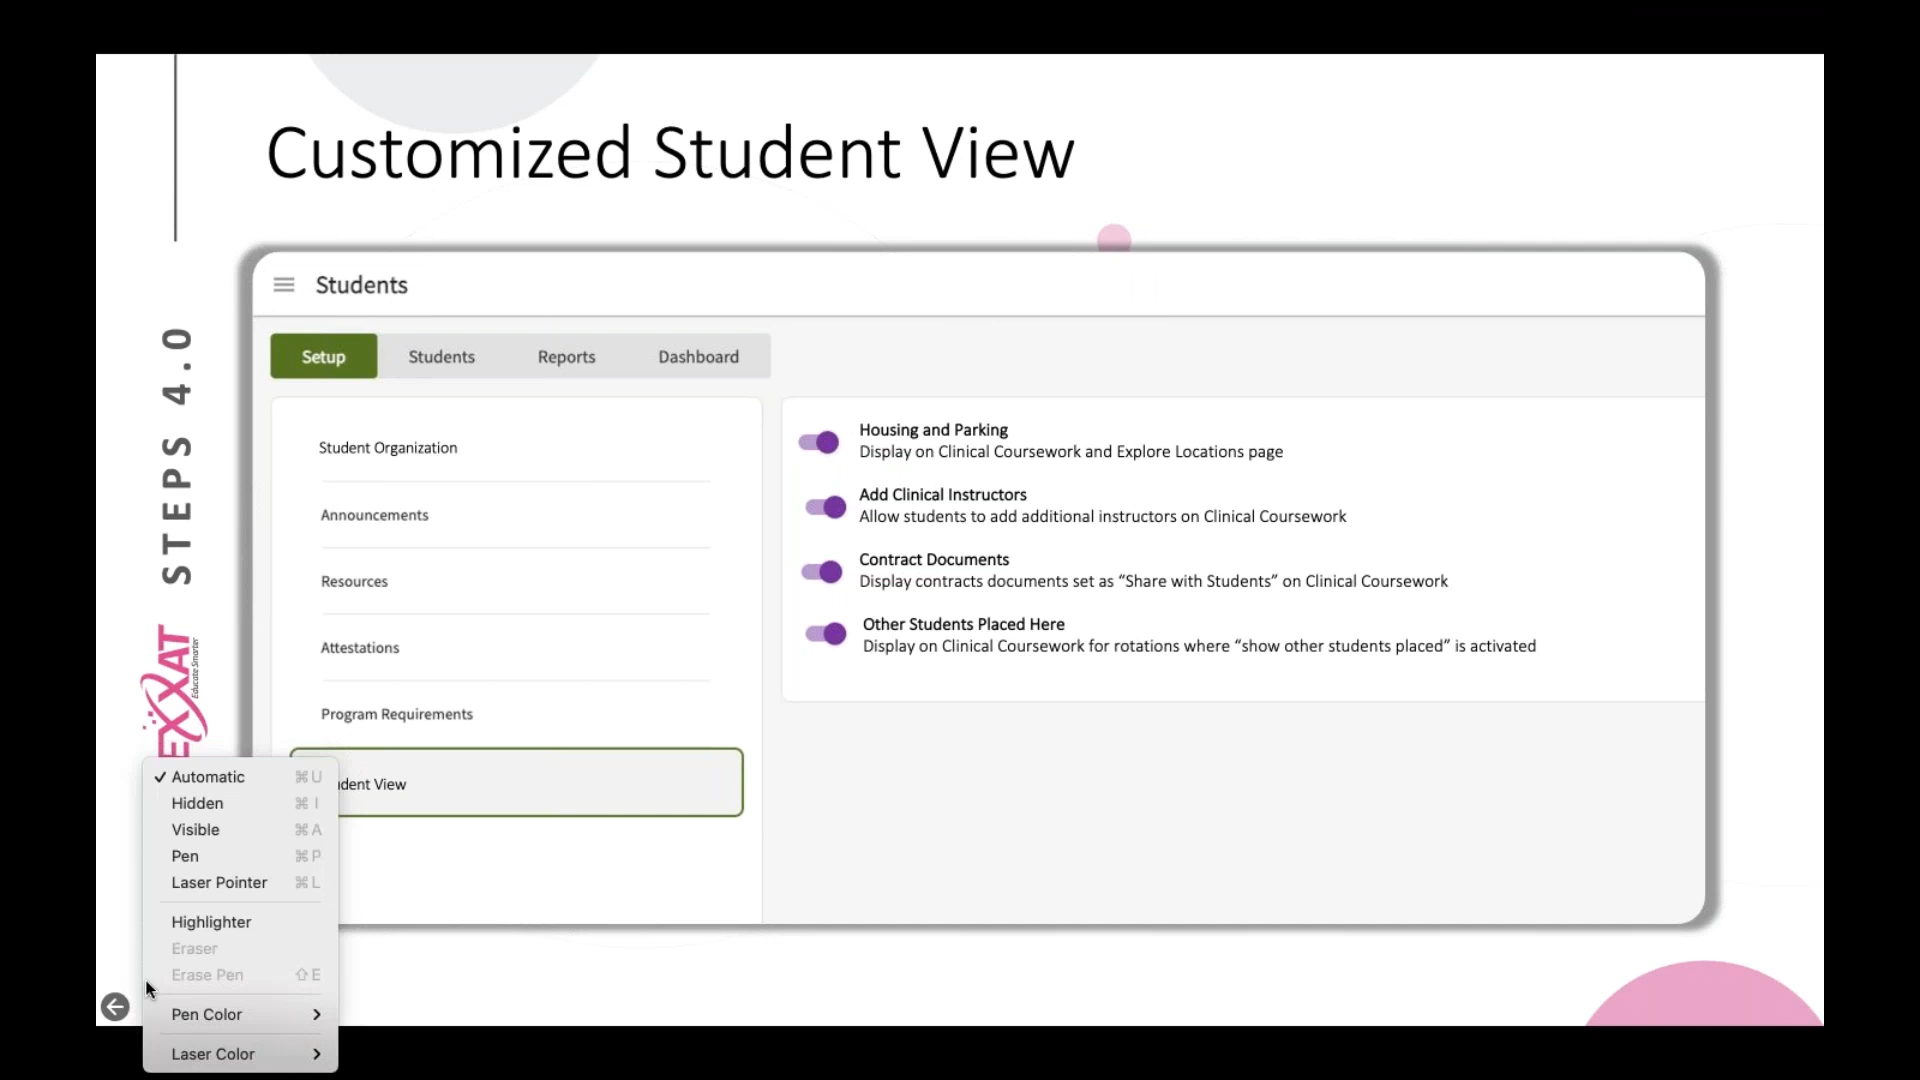 Customized Student View
STEPS 4.0
EXXAT
Educate Smarter
Students
Setup
Students
Reports
Dashboard
Student Organization
Announcements
Resources
Attestations
Program Requirements
dent View
Housing and Parking
Display on Clinical Coursework and Explore Locations page
Add Clinical Instructors
Allow students to add additional instructors on Clinical Coursework
Contract Documents
Display contracts documents set as “Share with Students” on Clinical Coursework
Other Students Placed Here
Display on Clinical Coursework for rotations where “show other students placed” is activated
✓ Automatic ⌘ U
Hidden ⌘ I
Visible ⌘ A
Pen ⌘ P
Laser Pointer ⌘ L
Highlighter
Eraser
Erase Pen ⇧ E
Pen Color >
Laser Color >